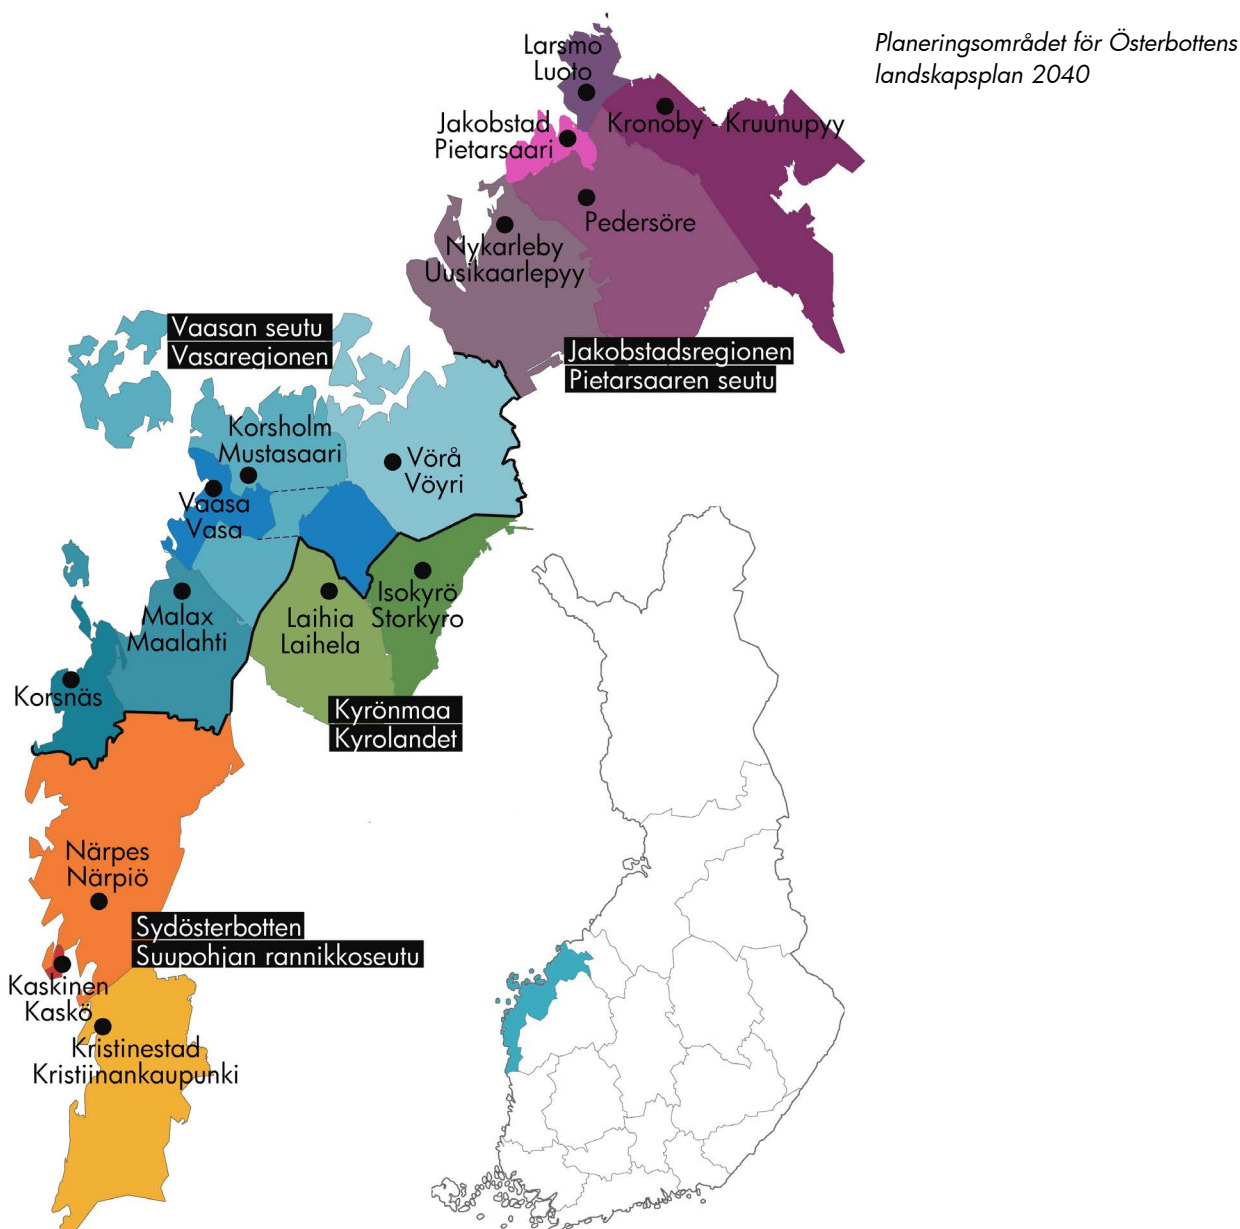 Planeringsområdet för Österbottens
landskapsplan 2040
Larsmo
Luoto
Jakobstad
Pietarsaari
Kronoby - Kruunupyy
Pedersöre
Nykarleby
Uusikaarlepyy
Vaasan seutu
Vasaregionen
Jakobstadsregionen
Pietarsaaren seutu
Korsholm
Mustasaari
Vörå
Vöyri
Vaasa
Vasa
Isokyrö
Storkyro
Malax
Maalahti
Laihia
Laihela
Korsnäs
Kyrönmaa
Kyrolandet
Närpes
Närpiö
Sydösterbotten
Suupohjan rannikkoseutu
Kaskinen
Kaskö
Kristinestad
Kristiinankaupunki